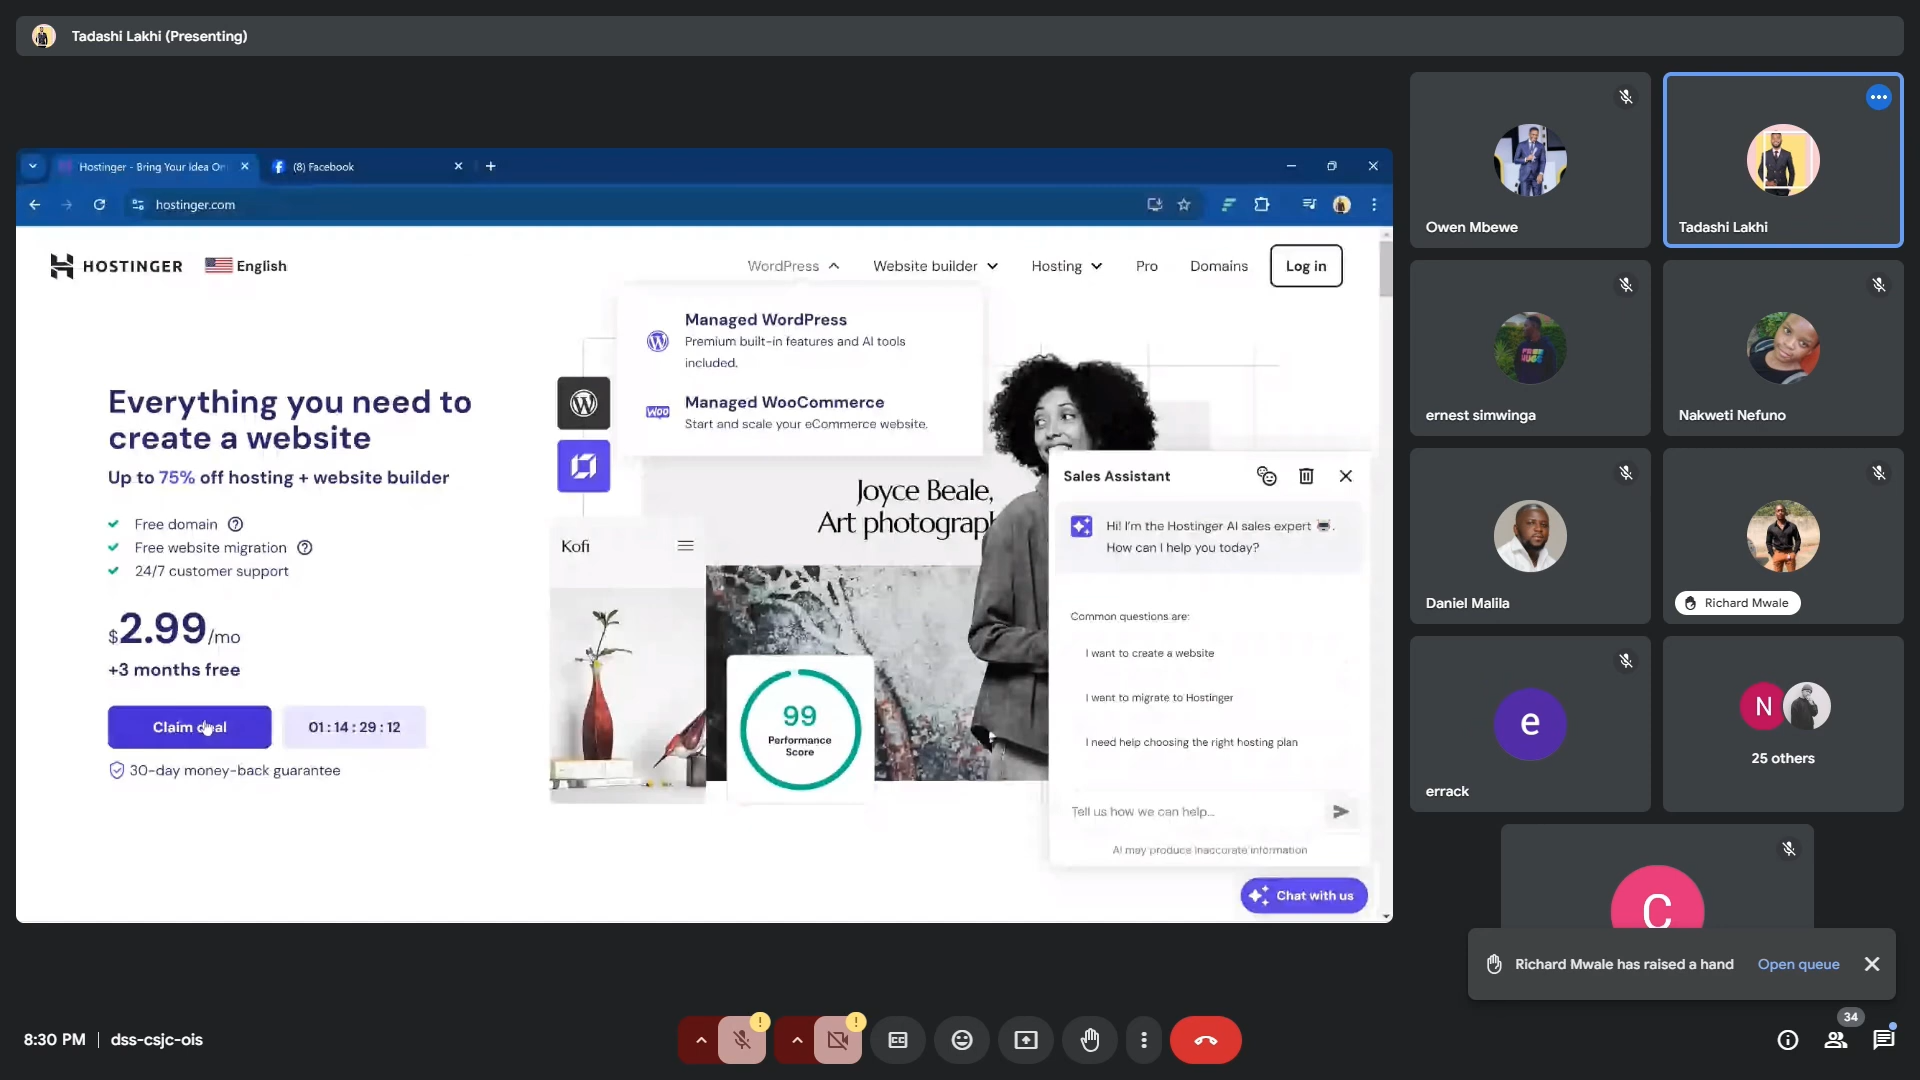 Tadashi Lakhi (Presenting)
Hostinger - Bring Your Idea On
(8) Facebook
hostinger.com
HOSTINGER
English
WordPress
Website builder
Hosting
Pro
Domains
Log in
Managed WordPress
Premium built-in features and AI tools
included.
WOO
Managed WooCommerce
Start and scale your eCommerce website.
Everything you need to
create a website
Up to 75% off hosting + website builder
Free domain
Free website migration
24/7 customer support
$2.99/mo
+3 months free
Claim deal
01 : 14 : 29 : 12
30-day money-back guarantee
Joyce Beale,
Art photograph
Kofi
99
Performance
Score
Sales Assistant
Hi! I'm the Hostinger AI sales expert
How can I help you today?
Common questions are:
I want to create a website
I want to migrate to Hostinger
I need help choosing the right hosting plan
Tell us how we can help...
AI may produce inaccurate information
Chat with us
Owen Mbewe
Tadashi Lakhi
ernest simwinga
FREE
HUGS
Nakweti Nefuno
Daniel Malila
Richard Mwale
e
errack
N
25 others
C
Richard Mwale has raised a hand
Open queue
8:30 PM | dss-csjc-ois
34